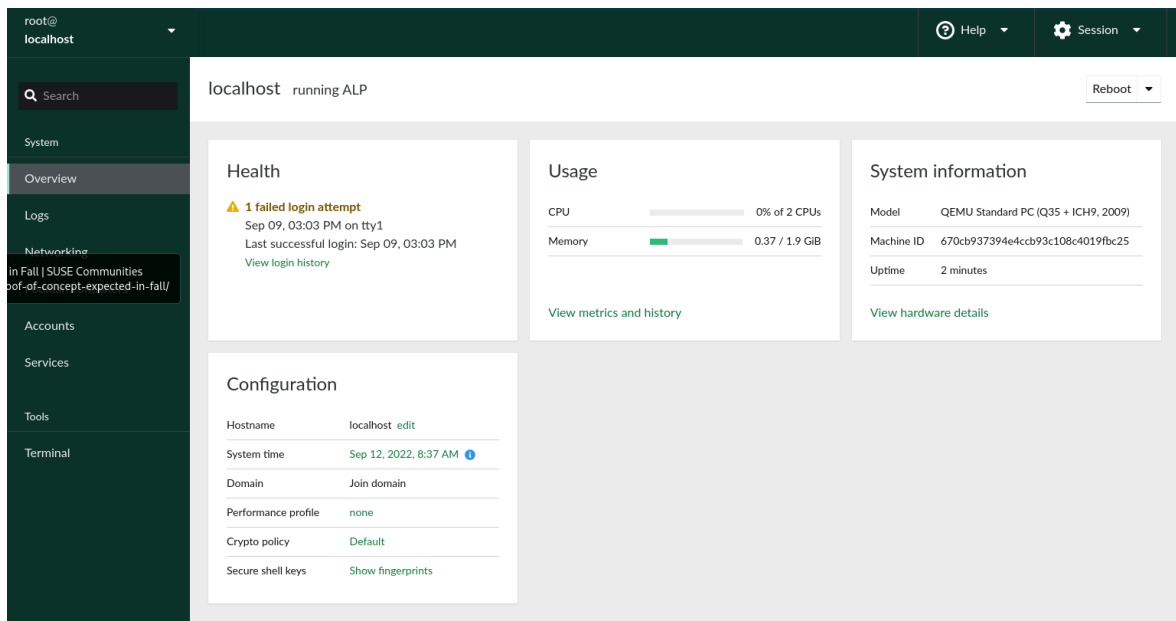 root@
localhost
Help
Session
Search
System
Overview
Logs
Networking
in Fall | SUSE Communities
oof-of-concept-expected-in-fall/
Accounts
Services
Tools
Terminal
localhost running ALP
Reboot
Health
1 failed login attempt
Sep 09, 03:03 PM on tty1
Last successful login: Sep 09, 03:03 PM
View login history
Usage
CPU 0% of 2 CPUs
Memory 0.37 / 1.9 GiB
View metrics and history
System information
Model QEMU Standard PC (Q35 + ICH9, 2009)
Machine ID 670cb937394e4ccb93c108c4019fbc25
Uptime 2 minutes
View hardware details
Configuration
Hostname localhost edit
System time Sep 12, 2022, 8:37 AM
Domain Join domain
Performance profile none
Crypto policy Default
Secure shell keys Show fingerprints